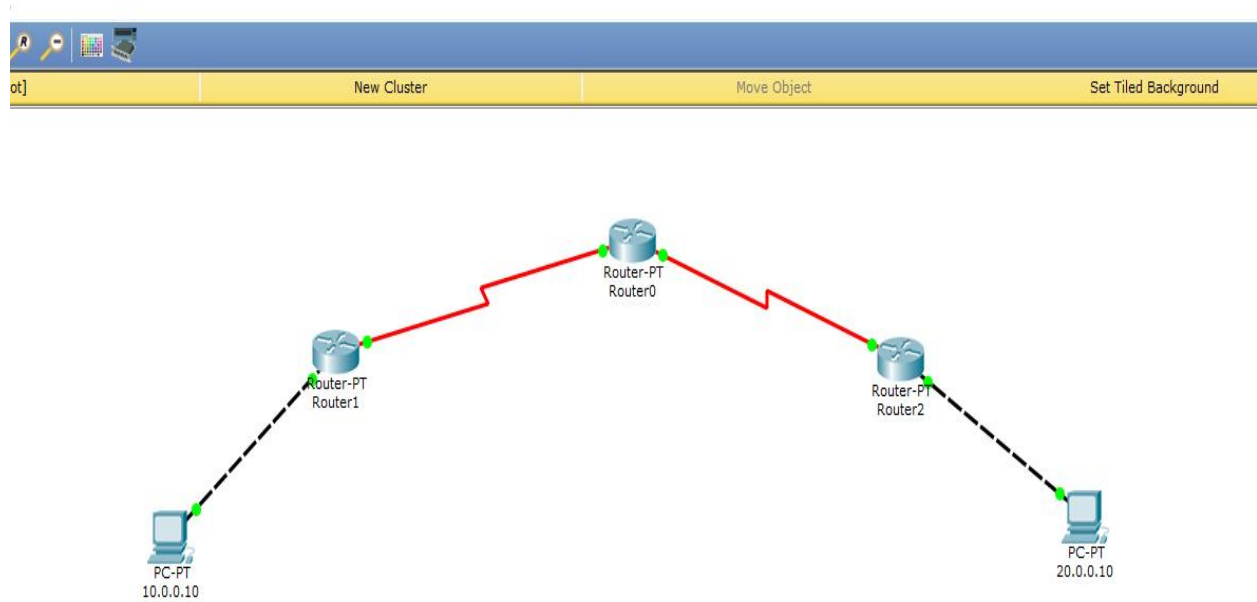 ot]
New Cluster
Move Object
Set Tiled Background
Router-PT
Router0
Router-PT
Router1
Router-PT
Router2
PC-PT
10.0.0.10
PC-PT
20.0.0.10